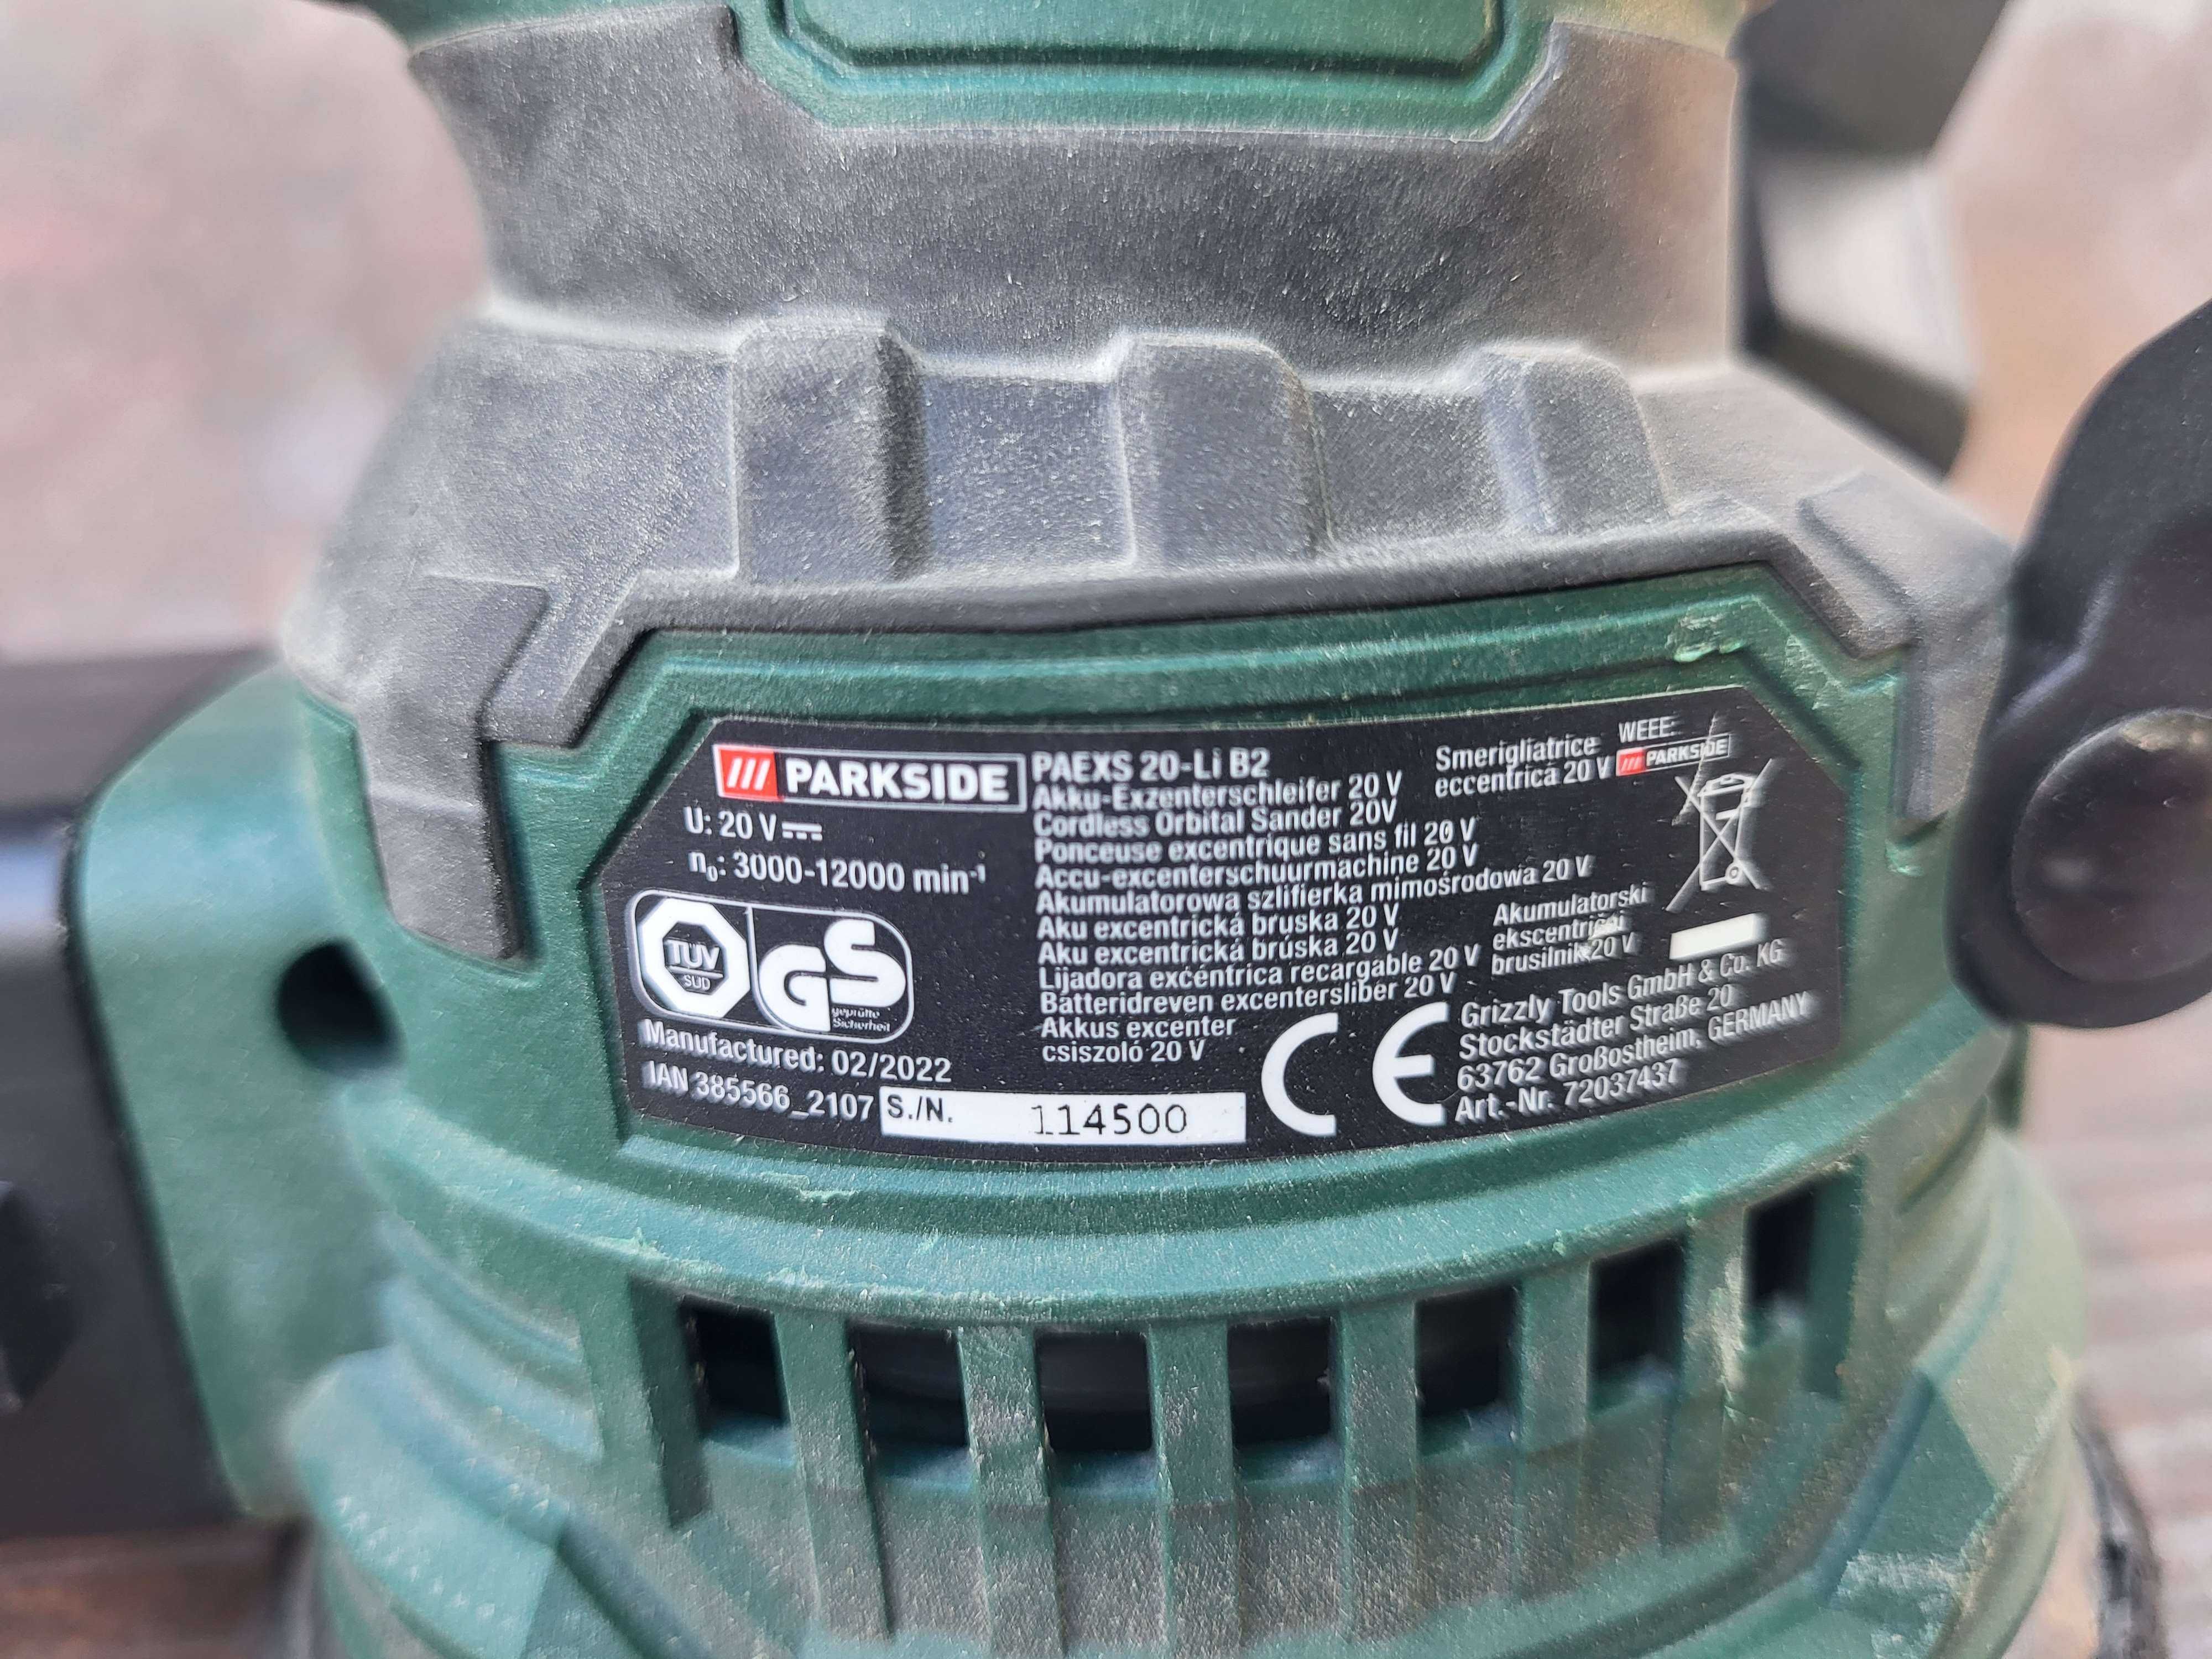 PARKSIDE
U: 20 V
n₀: 3000-12000 min⁻¹
TÜV
SÜD
GS
geprüfte
Sicherheit
Manufactured: 02/2022
IAN 385566_2107
S./N. 114500
PAEXS 20-Li B2
Akku-Exzenterschleifer 20 V
Cordless Orbital Sander 20V
Ponceuse excentrique sans fil 20 V
Accu-excenterschuurmachine 20 V
Akumulatorowa szlifierka mimośrodowa 20 V
Aku excentrická bruska 20 V
Aku excentrická brúska 20 V
Lijadora excéntrica recargable 20 V
Batteridreven excentersliber 20 V
Akkus excenter
csiszoló 20 V
Smerigliatrice
eccentrica 20 V
WEEE:
PARKSIDE
Akumulatorski
ekscentrični
brusilnik 20 V
CE
Grizzly Tools GmbH & Co. KG
Stockstädter Straße 20
63762 Großostheim, GERMANY
Art.-Nr. 72037437